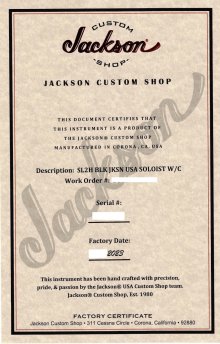 CUSTOM
Jackson
-SHOP-
JACKSON CUSTOM SHOP
THIS DOCUMENT CERTIFIES THAT
THIS INSTRUMENT IS A PRODUCT OF
THE JACKSON® CUSTOM SHOP
MANUFACTURED IN CORONA, CA, USA
Description: SL2H BLK JKSN USA SOLOIST W/C
Work Order #:
Serial #:
Factory Date:
2023
Jackson
This instrument has been hand crafted with precision,
pride, & passion by the Jackson® USA Custom Shop team.
Jackson® Custom Shop, Est. 1980
FACTORY CERTIFICATE
Jackson Custom Shop • 311 Cessna Circle • Corona, California • 92880